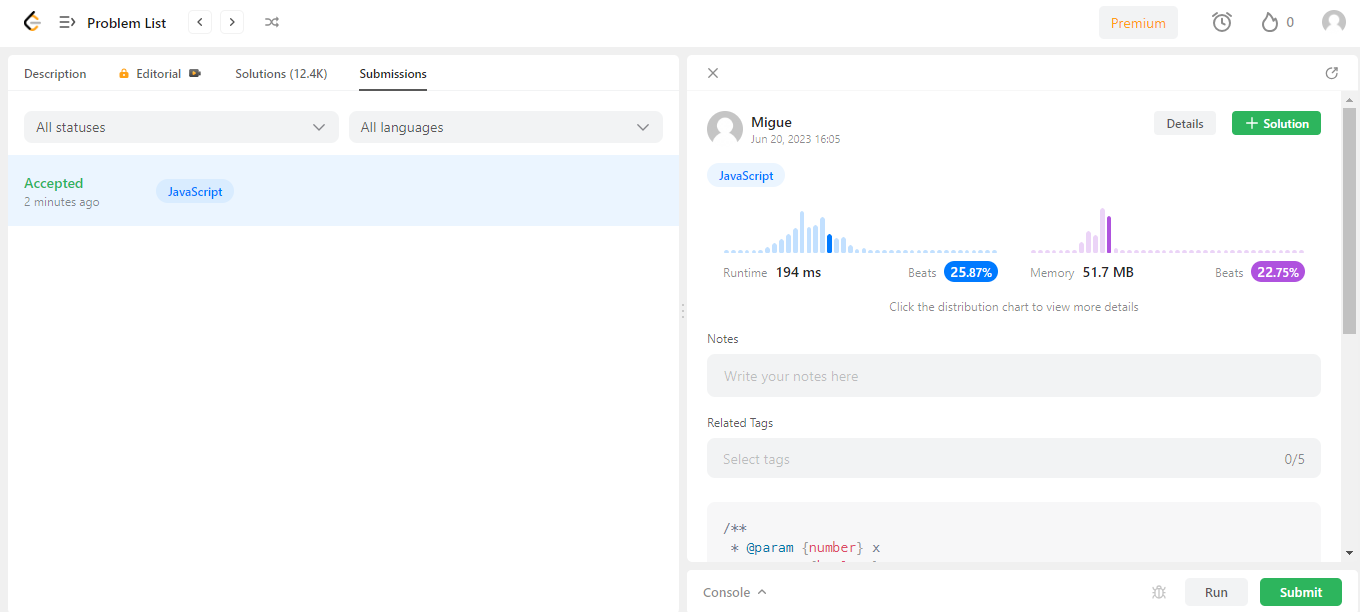 Problem List
Premium
0
Description
Editorial
Solutions (12.4K)
Submissions
All statuses
All languages
Accepted
2 minutes ago
JavaScript
Migue
Jun 20, 2023 16:05
Details
Solution
JavaScript
Runtime 194 ms
Beats 25.87%
Memory 51.7 MB
Beats 22.75%
Click the distribution chart to view more details
Notes
Write your notes here
Related Tags
Select tags
0/5
/**
* @param {number} x
Console
Run
Submit